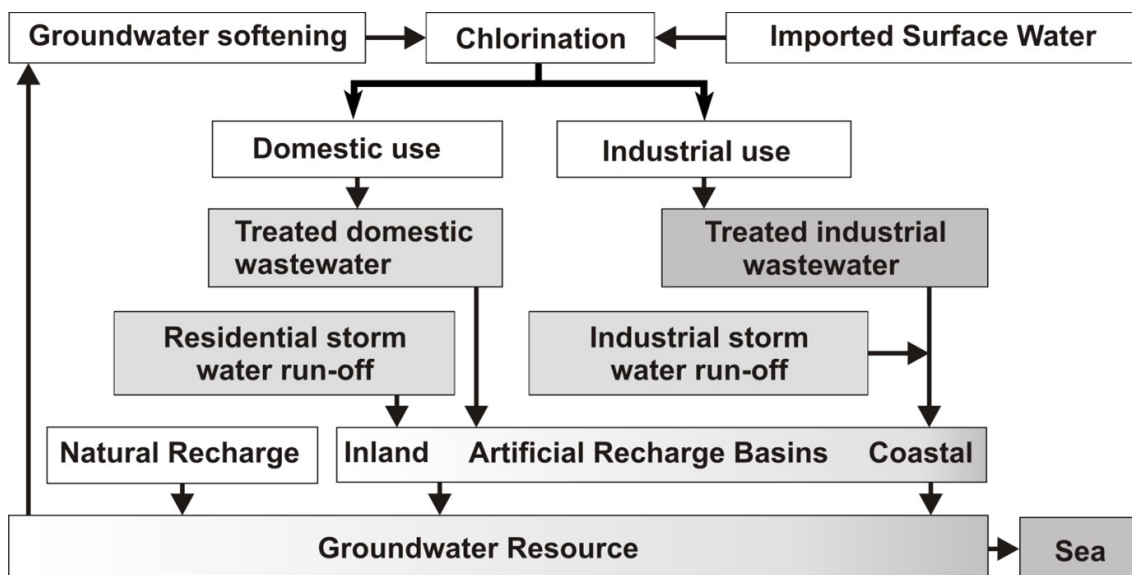 Groundwater softening
Chlorination
Imported Surface Water
Domestic use
Industrial use
Treated domestic
wastewater
Treated industrial
wastewater
Residential storm
water run-off
Industrial storm
water run-off
Natural Recharge
Inland
Artificial Recharge Basins
Coastal
Groundwater Resource
Sea